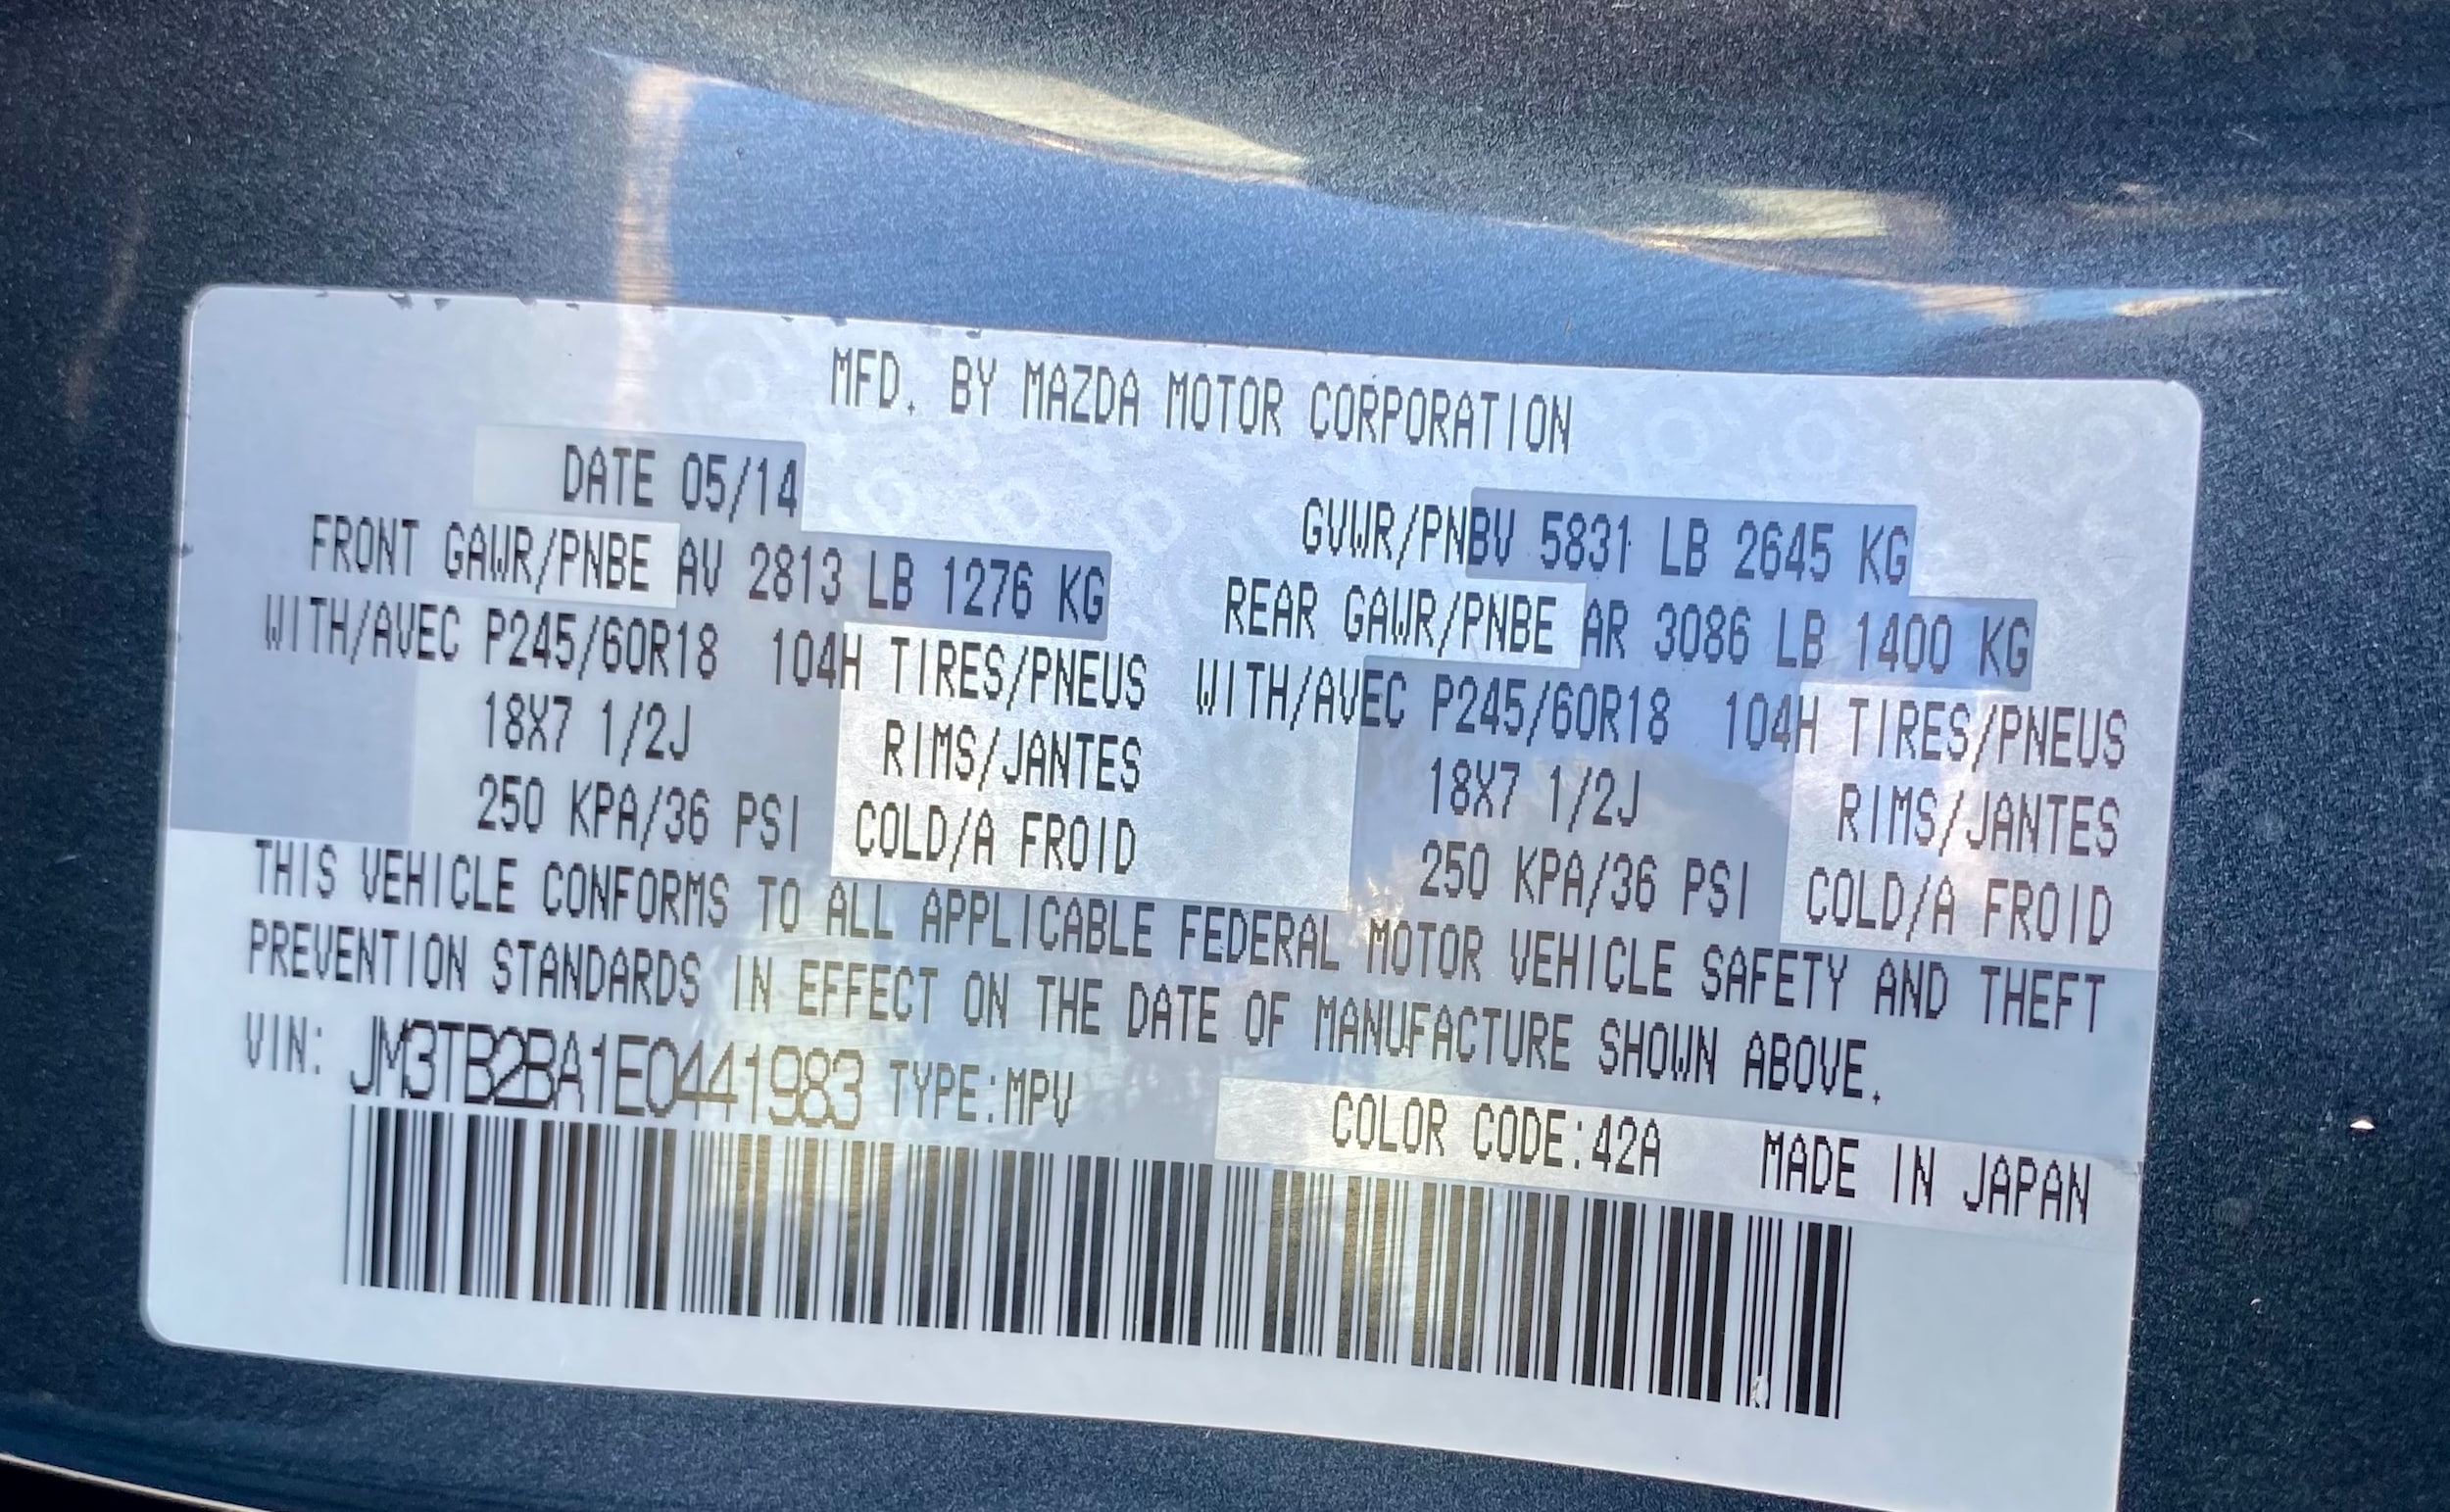 MFD. BY MAZDA MOTOR CORPORATION
DATE 05/14
GVWR/PNBV 5831 LB 2645 KG
FRONT GAWR/PNBE AV 2813 LB 1276 KG
REAR GAWR/PNBE AR 3086 LB 1400 KG
WITH/AVEC P245/60R18 104H TIRES/PNEUS
WITH/AVEC P245/60R18 104H TIRES/PNEUS
18X7 1/2J RIMS/JANTES
18X7 1/2J RIMS/JANTES
250 KPA/36 PSI COLD/A FROID
250 KPA/36 PSI COLD/A FROID
THIS VEHICLE CONFORMS TO ALL APPLICABLE FEDERAL MOTOR VEHICLE SAFETY AND THEFT
PREVENTION STANDARDS IN EFFECT ON THE DATE OF MANUFACTURE SHOWN ABOVE.
VIN: JM3TB2BA1E0441983 TYPE:MPV
COLOR CODE:42A MADE IN JAPAN